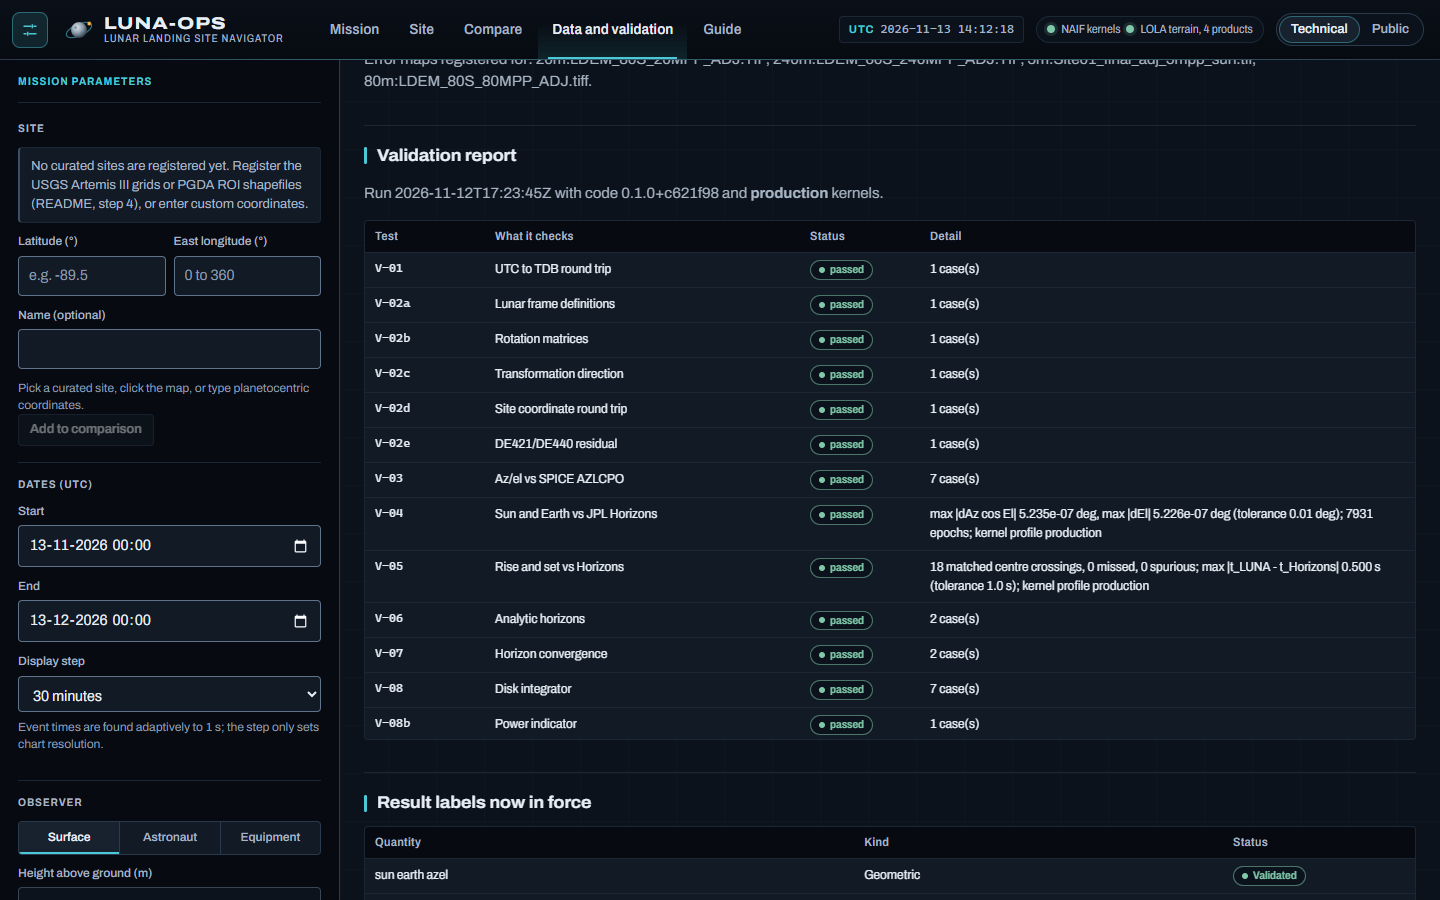 LUNA-OPS
LUNAR LANDING SITE NAVIGATOR
Mission
Site
Compare
Data and validation
Guide
UTC 2026-11-13 14:12:18
NAIF kernels
LOLA terrain, 4 products
Technical
Public
MISSION PARAMETERS
SITE
No curated sites are registered yet. Register the
USGS Artemis III grids or PGDA ROI shapefiles
(README, step 4), or enter custom coordinates.
Latitude (°)
East longitude (°)
e.g. -89.5
0 to 360
Name (optional)
Pick a curated site, click the map, or type planetocentric
coordinates.
Add to comparison
DATES (UTC)
Start
13-11-2026 00:00
End
13-12-2026 00:00
Display step
30 minutes
Event times are found adaptively to 1 s; the step only sets
chart resolution.
OBSERVER
Surface
Astronaut
Equipment
Height above ground (m)
80m:LDEM_80S_80MPP_ADJ.tiff.
Validation report
Run 2026-11-12T17:23:45Z with code 0.1.0+c621f98 and production kernels.
Test What it checks Status Detail
V-01 UTC to TDB round trip passed 1 case(s)
V-02a Lunar frame definitions passed 1 case(s)
V-02b Rotation matrices passed 1 case(s)
V-02c Transformation direction passed 1 case(s)
V-02d Site coordinate round trip passed 1 case(s)
V-02e DE421/DE440 residual passed 1 case(s)
V-03 Az/el vs SPICE AZLCPO passed 7 case(s)
V-04 Sun and Earth vs JPL Horizons passed max |dAz cos El| 5.235e-07 deg, max |dEl| 5.226e-07 deg (tolerance 0.01 deg); 7931
epochs; kernel profile production
V-05 Rise and set vs Horizons passed 18 matched centre crossings, 0 missed, 0 spurious; max |t_LUNA - t_Horizons| 0.500 s
(tolerance 1.0 s); kernel profile production
V-06 Analytic horizons passed 2 case(s)
V-07 Horizon convergence passed 2 case(s)
V-08 Disk integrator passed 7 case(s)
V-08b Power indicator passed 1 case(s)
Result labels now in force
Quantity Kind Status
sun earth azel Geometric Validated